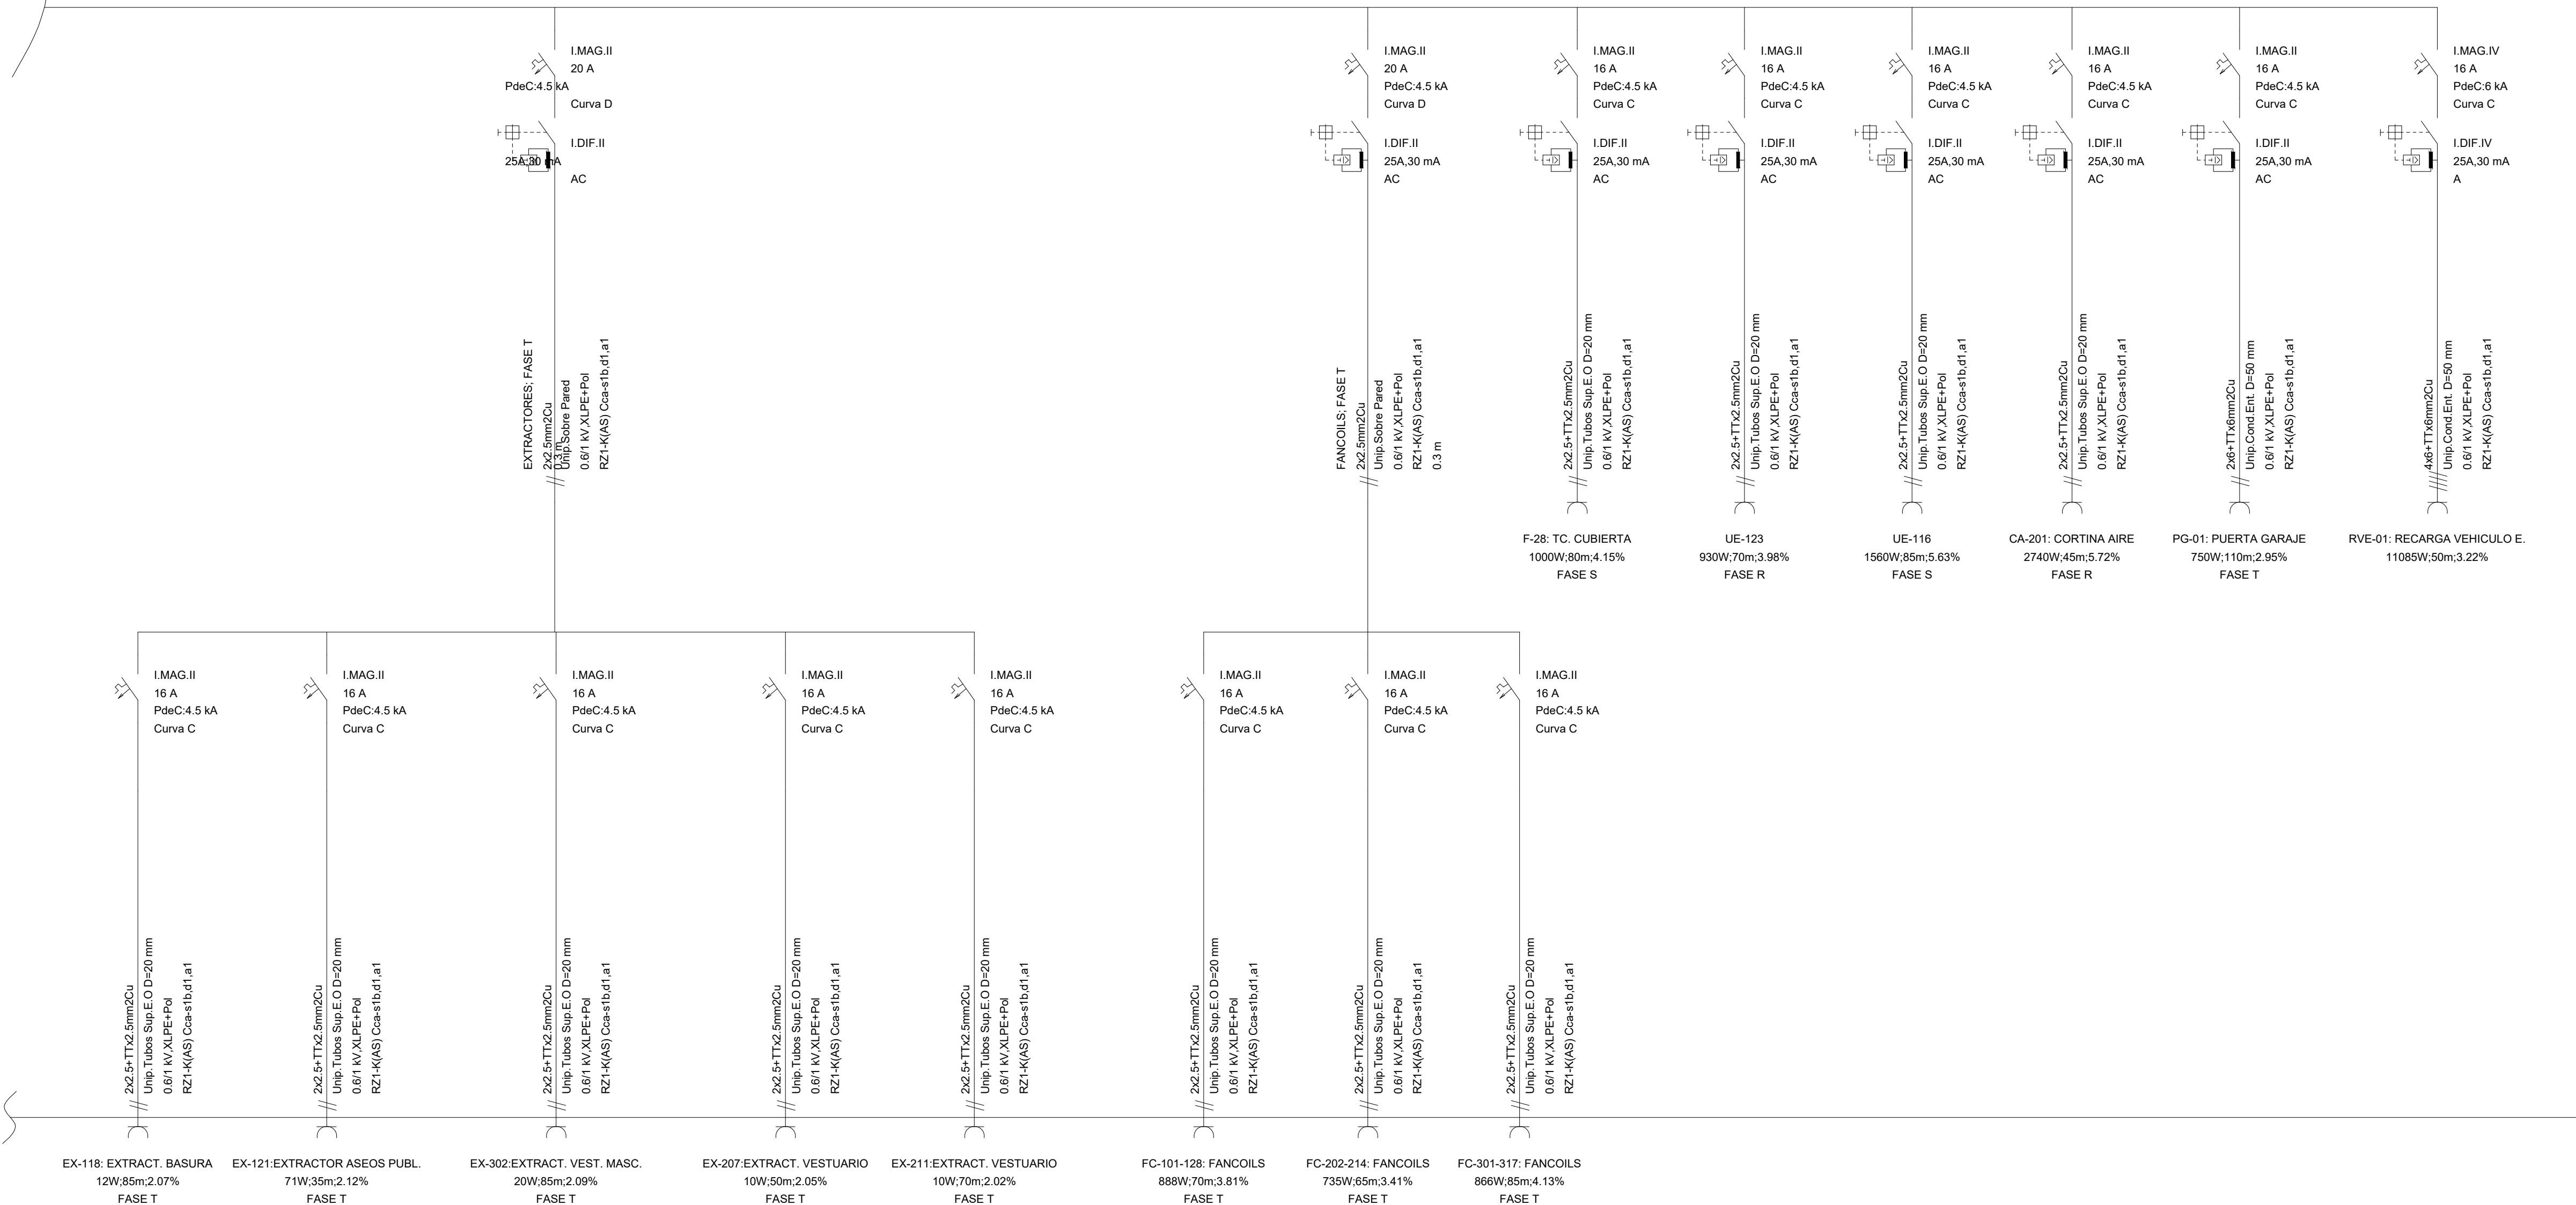 I.MAG.II
20 A
PdeC:4.5 kA
Curva D
I.DIF.II
25A,30 mA
AC
EXTRACTORES; FASE T
2x2.5mm2Cu
0.3 m
Unip.Sobre Pared
0.6/1 kV,XLPE+Pol
RZ1-K(AS) Cca-s1b,d1,a1
I.MAG.II
20 A
PdeC:4.5 kA
Curva D
I.DIF.II
25A,30 mA
AC
FANCOILS; FASE T
2x2.5mm2Cu
Unip.Sobre Pared
0.6/1 kV,XLPE+Pol
RZ1-K(AS) Cca-s1b,d1,a1
0.3 m
I.MAG.II
16 A
PdeC:4.5 kA
Curva C
I.DIF.II
25A,30 mA
AC
2x2.5+TTx2.5mm2Cu
Unip.Tubos Sup.E.O D=20 mm
0.6/1 kV,XLPE+Pol
RZ1-K(AS) Cca-s1b,d1,a1
F-28: TC. CUBIERTA
1000W;80m;4.15%
FASE S
I.MAG.II
16 A
PdeC:4.5 kA
Curva C
I.DIF.II
25A,30 mA
AC
2x2.5+TTx2.5mm2Cu
Unip.Tubos Sup.E.O D=20 mm
0.6/1 kV,XLPE+Pol
RZ1-K(AS) Cca-s1b,d1,a1
UE-123
930W;70m;3.98%
FASE R
I.MAG.II
16 A
PdeC:4.5 kA
Curva C
I.DIF.II
25A,30 mA
AC
2x2.5+TTx2.5mm2Cu
Unip.Tubos Sup.E.O D=20 mm
0.6/1 kV,XLPE+Pol
RZ1-K(AS) Cca-s1b,d1,a1
UE-116
1560W;85m;5.63%
FASE S
I.MAG.II
16 A
PdeC:4.5 kA
Curva C
I.DIF.II
25A,30 mA
AC
2x2.5+TTx2.5mm2Cu
Unip.Tubos Sup.E.O D=20 mm
0.6/1 kV,XLPE+Pol
RZ1-K(AS) Cca-s1b,d1,a1
CA-201: CORTINA AIRE
2740W;45m;5.72%
FASE R
I.MAG.II
16 A
PdeC:4.5 kA
Curva C
I.DIF.II
25A,30 mA
AC
2x6+TTx6mm2Cu
Unip.Cond.Ent. D=50 mm
0.6/1 kV,XLPE+Pol
RZ1-K(AS) Cca-s1b,d1,a1
PG-01: PUERTA GARAJE
750W;110m;2.95%
FASE T
I.MAG.IV
16 A
PdeC:6 kA
Curva C
I.DIF.IV
25A,30 mA
A
4x6+TTx6mm2Cu
Unip.Cond.Ent. D=50 mm
0.6/1 kV,XLPE+Pol
RZ1-K(AS) Cca-s1b,d1,a1
RVE-01: RECARGA VEHICULO E.
11085W;50m;3.22%
I.MAG.II
16 A
PdeC:4.5 kA
Curva C
2x2.5+TTx2.5mm2Cu
Unip.Tubos Sup.E.O D=20 mm
0.6/1 kV,XLPE+Pol
RZ1-K(AS) Cca-s1b,d1,a1
EX-118: EXTRACT. BASURA
12W;85m;2.07%
FASE T
I.MAG.II
16 A
PdeC:4.5 kA
Curva C
2x2.5+TTx2.5mm2Cu
Unip.Tubos Sup.E.O D=20 mm
0.6/1 kV,XLPE+Pol
RZ1-K(AS) Cca-s1b,d1,a1
EX-121:EXTRACTOR ASEOS PUBL.
71W;35m;2.12%
FASE T
I.MAG.II
16 A
PdeC:4.5 kA
Curva C
2x2.5+TTx2.5mm2Cu
Unip.Tubos Sup.E.O D=20 mm
0.6/1 kV,XLPE+Pol
RZ1-K(AS) Cca-s1b,d1,a1
EX-302:EXTRACT. VEST. MASC.
20W;85m;2.09%
FASE T
I.MAG.II
16 A
PdeC:4.5 kA
Curva C
2x2.5+TTx2.5mm2Cu
Unip.Tubos Sup.E.O D=20 mm
0.6/1 kV,XLPE+Pol
RZ1-K(AS) Cca-s1b,d1,a1
EX-207:EXTRACT. VESTUARIO
10W;50m;2.05%
FASE T
I.MAG.II
16 A
PdeC:4.5 kA
Curva C
2x2.5+TTx2.5mm2Cu
Unip.Tubos Sup.E.O D=20 mm
0.6/1 kV,XLPE+Pol
RZ1-K(AS) Cca-s1b,d1,a1
EX-211:EXTRACT. VESTUARIO
10W;70m;2.02%
FASE T
I.MAG.II
16 A
PdeC:4.5 kA
Curva C
2x2.5+TTx2.5mm2Cu
Unip.Tubos Sup.E.O D=20 mm
0.6/1 kV,XLPE+Pol
RZ1-K(AS) Cca-s1b,d1,a1
FC-101-128: FANCOILS
888W;70m;3.81%
FASE T
I.MAG.II
16 A
PdeC:4.5 kA
Curva C
2x2.5+TTx2.5mm2Cu
Unip.Tubos Sup.E.O D=20 mm
0.6/1 kV,XLPE+Pol
RZ1-K(AS) Cca-s1b,d1,a1
FC-202-214: FANCOILS
735W;65m;3.41%
FASE T
I.MAG.II
16 A
PdeC:4.5 kA
Curva C
2x2.5+TTx2.5mm2Cu
Unip.Tubos Sup.E.O D=20 mm
0.6/1 kV,XLPE+Pol
RZ1-K(AS) Cca-s1b,d1,a1
FC-301-317: FANCOILS
866W;85m;4.13%
FASE T